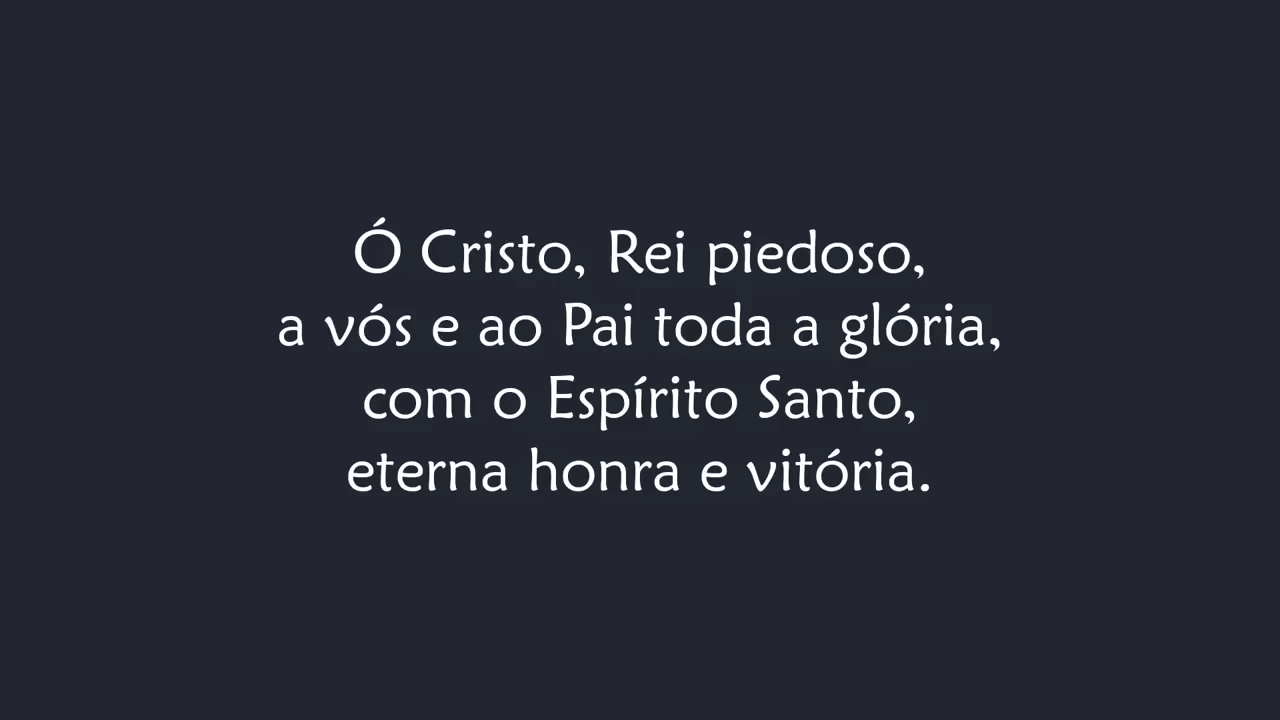 Ó Cristo, Rei piedoso,
a vós e ao Pai toda a glória,
com o Espírito Santo,
eterna honra e vitória.